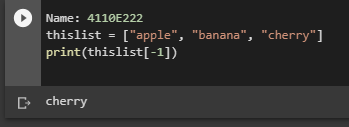 Name: 4110E222
thislist = ["apple", "banana", "cherry"]
print(thislist[-1])
cherry